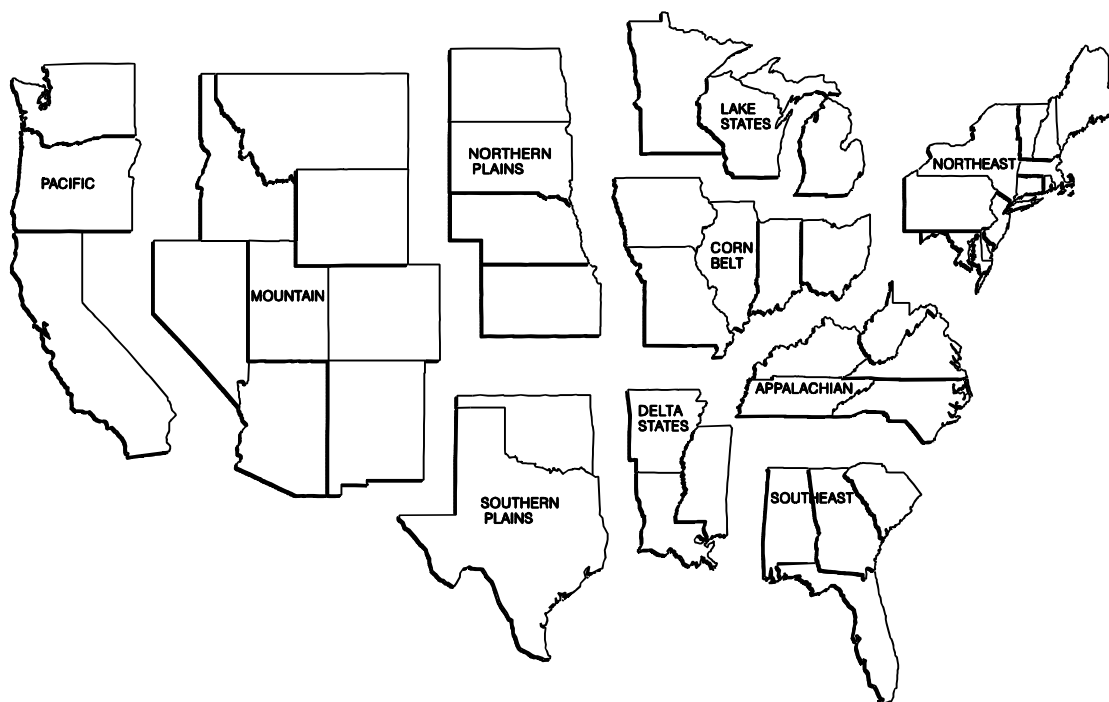 LAKE
STATES
NORTHERN
PLAINS
NORTHEAST
PACIFIC
CORN
BELT
MOUNTAIN
APPALACHIAN
DELTA
STATES
SOUTHERN
PLAINS
SOUTHEAST